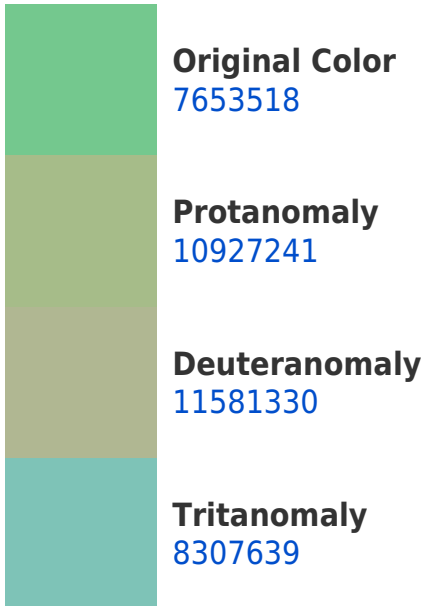 Original Color
7653518
Protanomaly
10927241
Deuteranomaly
11581330
Tritanomaly
8307639